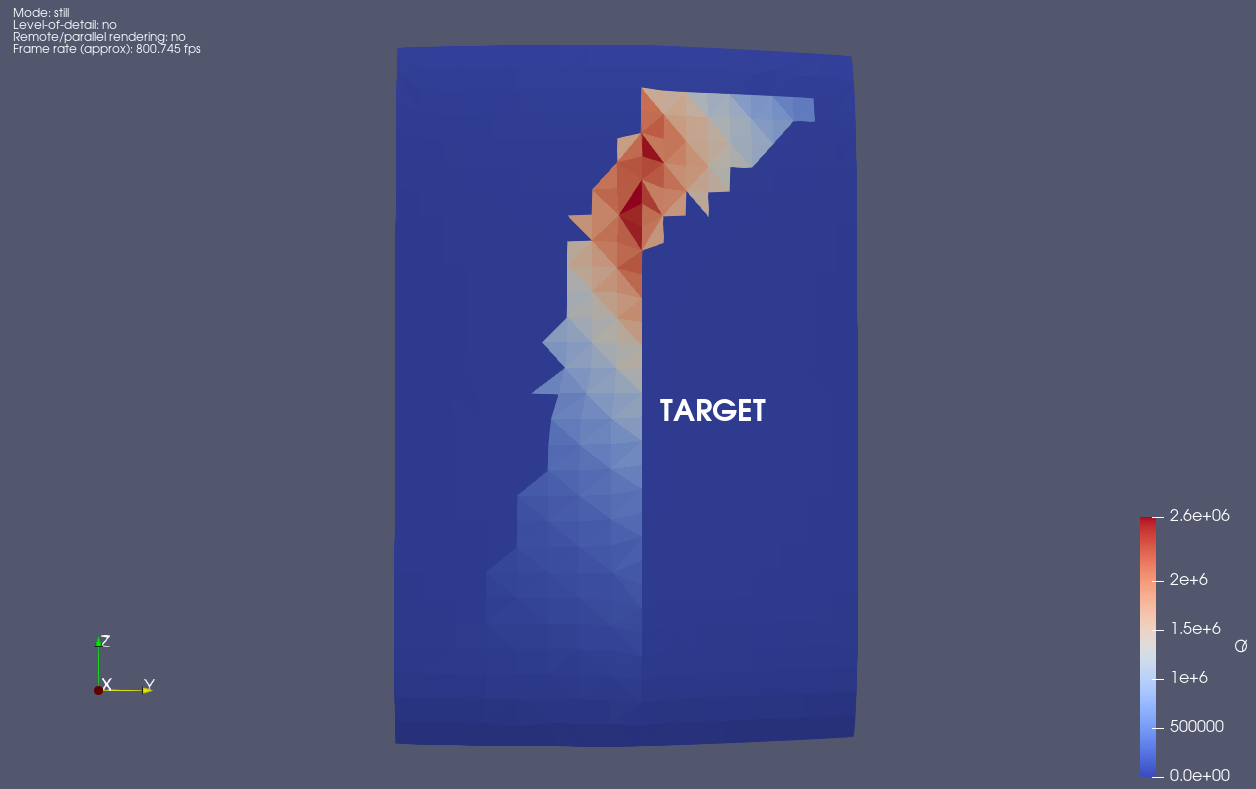 Mode: still
Level-of-detail: no
Remote/parallel rendering: no
Frame rate (approx): 800.745 fps
TARGET
2.6e+06
2e+6
1.5e+6
Q
1e+6
500000
0.0e+00
Z
X
Y